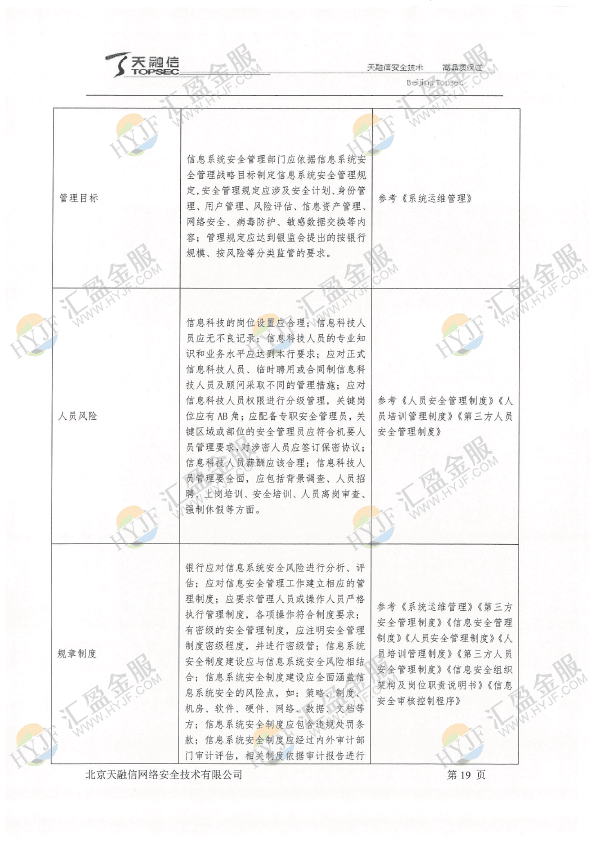 天融信
TOPSEC
天融信安全技术 高品质保证
Beijing Topsec
管理目标
信息系统安全管理部门应依据信息系统安
全管理战略目标制定信息系统安全管理规
定,安全管理规定应涉及安全计划、身份管
理、用户管理、风险评估、信息资产管理、
网络安全、病毒防护、敏感数据交换等内
容；管理规定应达到银监会提出的按银行
规模、按风险等分类监管的要求。
参考《系统运维管理》
人员风险
信息科技的岗位设置应合理；信息科技人
员应无不良记录；信息科技人员的专业知
识和业务水平应达到本行要求；应对正式
信息科技人员、临时聘用或合同制信息科
技人员及顾问采取不同的管理措施；应对
信息科技人员权限进行分级管理，关键岗
位应有 AB 角；应配备专职安全管理员，关
键区域或部位的安全管理员应符合机要人
员管理要求,对涉密人员应签订保密协议；
信息科技人员薪酬应该合理；信息科技人
员管理要全面，应包括背景调查、人员招
聘、上岗培训、安全培训、人员离岗审查、
强制休假等方面。
参考《人员安全管理制度》《人
员培训管理制度》《第三方人员
安全管理制度》
规章制度
银行应对信息系统安全风险进行分析、评
估；应对信息安全管理工作建立相应的管
理制度；应要求管理人员或操作人员严格
执行管理制度，各项操作符合制度要求；
有密级的安全管理制度，应注明安全管理
制度密级程度，并进行密级管；信息系统
安全制度建设应与信息系统安全风险相结
合；信息系统安全制度建设应全面涵盖信
息系统安全的风险点，如：策略、制度、
机房、软件、硬件、网络、数据、文档等
方；信息系统安全制度应包含违规处罚条
款；信息系统安全制度应经过内外审计部
门审计评估，相关制度依据审计报告进行
参考《系统运维管理》《第三方
安全管理制度》《信息安全管理
制度》《人员安全管理制度》《人
员培训管理制度》《第三方人员
安全管理制度》《信息安全组织
架构及岗位职责说明书》《信息
安全审核控制程序》
北京天融信网络安全技术有限公司 第 19 页
HYJF 汇盈金服
WWW.HYJF.COM